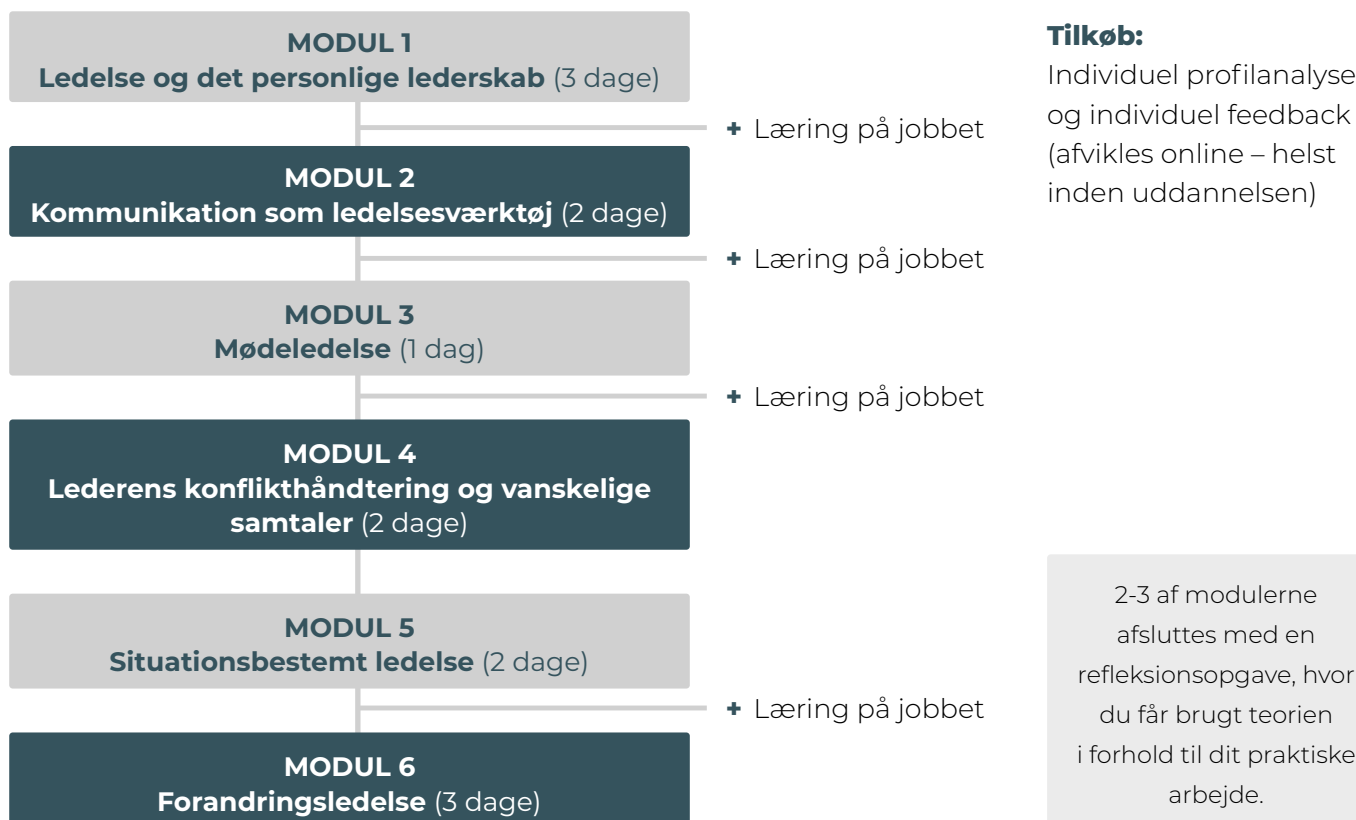 MODUL 1
Ledelse og det personlige lederskab (3 dage)
+ Læring på jobbet
MODUL 2
Kommunikation som ledelsesværktøj (2 dage)
+ Læring på jobbet
MODUL 3
Mødeledelse (1 dag)
+ Læring på jobbet
MODUL 4
Lederens konflikthåndtering og vanskelige
samtaler (2 dage)
MODUL 5
Situationsbestemt ledelse (2 dage)
+ Læring på jobbet
MODUL 6
Forandringsledelse (3 dage)
Tilkøb:
Individuel profilanalyse
og individuel feedback
(afvikles online – helst
inden uddannelsen)
2-3 af modulerne
afsluttes med en
refleksionsopgave, hvor
du får brugt teorien
i forhold til dit praktiske
arbejde.